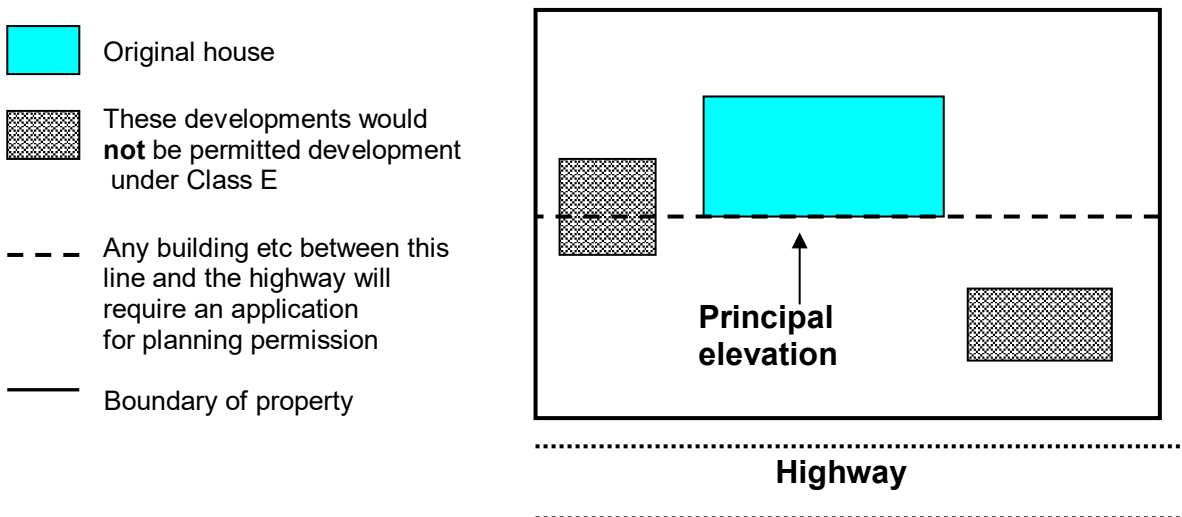 Original house
These developments would
not be permitted development
under Class E
Any building etc between this
line and the highway will
require an application
for planning permission
Boundary of property
Principal
elevation
Highway